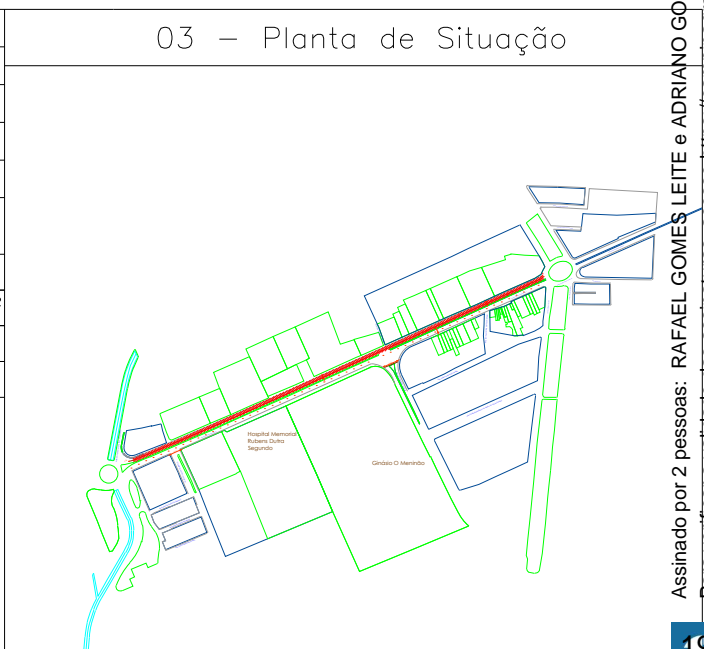 03 - Planta de Situação
Hospital Memorial
Rubens Dutra
Segundo
Ginásio O Meninão
Assinado por 2 pessoas: RAFAEL GOMES LEITE e ADRIANO GO
19